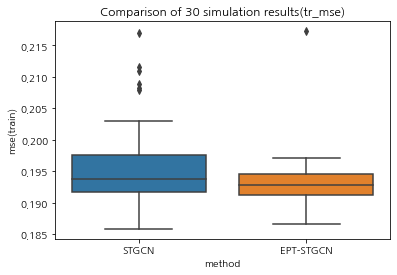 Comparison of 30 simulation results(tr_mse)
0.215
0.210
0.205
0.200
0.195
0.190
0.185
mse(train)
STGCN
EPT-STGCN
method